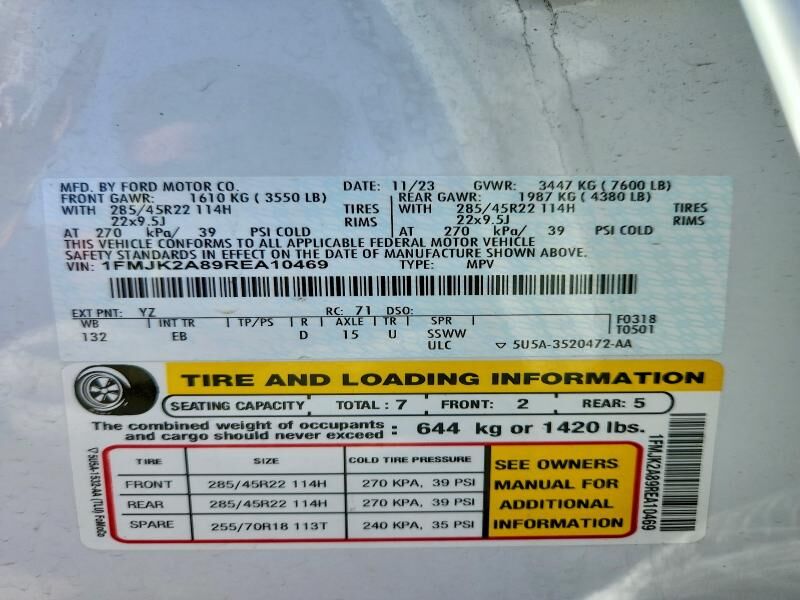 MFD. BY FORD MOTOR CO. DATE: 11/23 GVWR: 3447 KG ( 7600 LB)
FRONT GAWR: 1610 KG ( 3550 LB) REAR GAWR: 1987 KG ( 4380 LB)
WITH 285/45R22 114H TIRES WITH 285/45R22 114H TIRES
22x9.5J RIMS 22x9.5J RIMS
AT 270 kPa/ 39 PSI COLD AT 270 kPa/ 39 PSI COLD
THIS VEHICLE CONFORMS TO ALL APPLICABLE FEDERAL MOTOR VEHICLE
SAFETY STANDARDS IN EFFECT ON THE DATE OF MANUFACTURE SHOWN ABOVE.
VIN: 1FMJK2A89REA10469 TYPE: MPV
EXT PNT: YZ RC: 71 DSO: F0318
WB INT TR TP/PS R AXLE TR SPR T0501
132 EB D 15 U SSWW
ULC 5U5A-3520472-AA
TIRE AND LOADING INFORMATION
SEATING CAPACITY TOTAL : 7 FRONT: 2 REAR: 5
The combined weight of occupants and cargo should never exceed : 644 kg or 1420 lbs.
TIRE SIZE COLD TIRE PRESSURE
FRONT 285/45R22 114H 270 KPA, 39 PSI
REAR 285/45R22 114H 270 KPA, 39 PSI
SPARE 255/70R18 113T 240 KPA, 35 PSI
SEE OWNERS
MANUAL FOR
ADDITIONAL
INFORMATION
1FMJK2A89REA10469
5U5A-1532-AA (TLU) FoMoCo